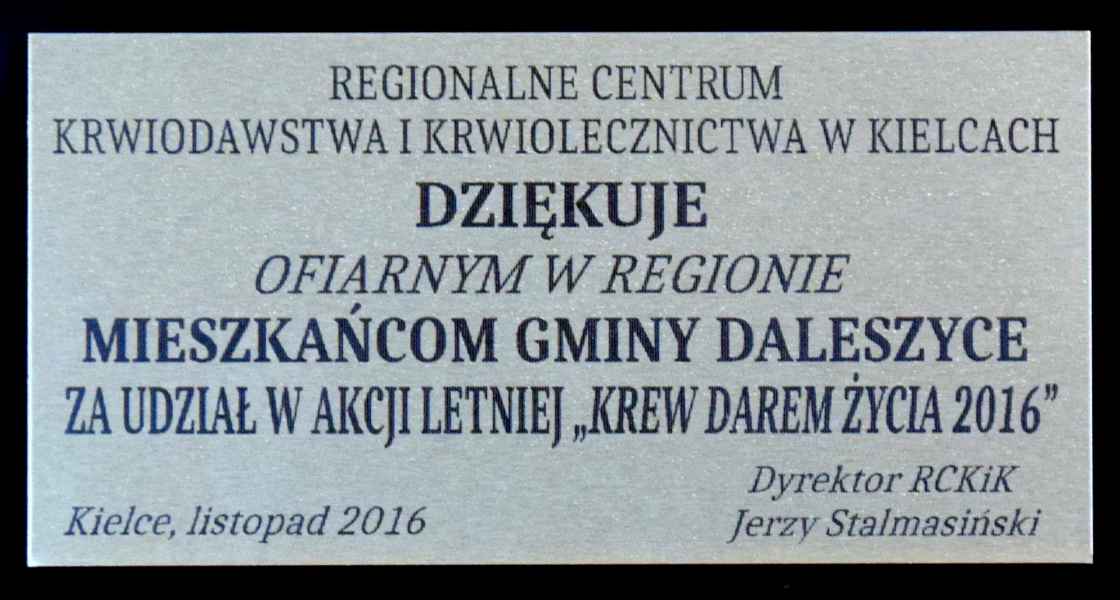 REGIONALNE CENTRUM
KRWIODAWSTWA I KRWIOLECZNICTWA W KIELCACH
DZIĘKUJE
OFIARNYM W REGIONIE
MIESZKAŃCOM GMINY DALESZYCE
ZA UDZIAŁ W AKCJI LETNIEJ „KREW DAREM ŻYCIA 2016”
Dyrektor RCKiK
Kielce, listopad 2016 Jerzy Stalmasiński